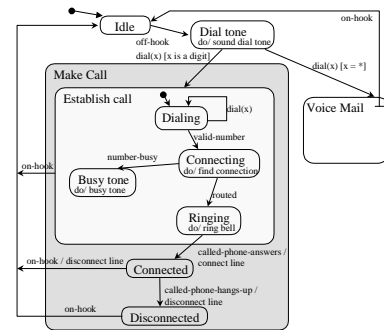 on-hook
Idle
Dial tone
do/ sound dial tone
off-hook
dial(x) [x is a digit]
dial(x) [x = *]
Make Call
Establish call
Voice Mail
dial(x)
Dialing
valid-number
number-busy
Connecting
do/ find connection
on-hook
Busy tone
do/ busy tone
routed
Ringing
do/ ring bell
called-phone-answers /
connect line
on-hook / disconnect line
Connected
called-phone-hangs-up /
disconnect line
on-hook
Disconnected